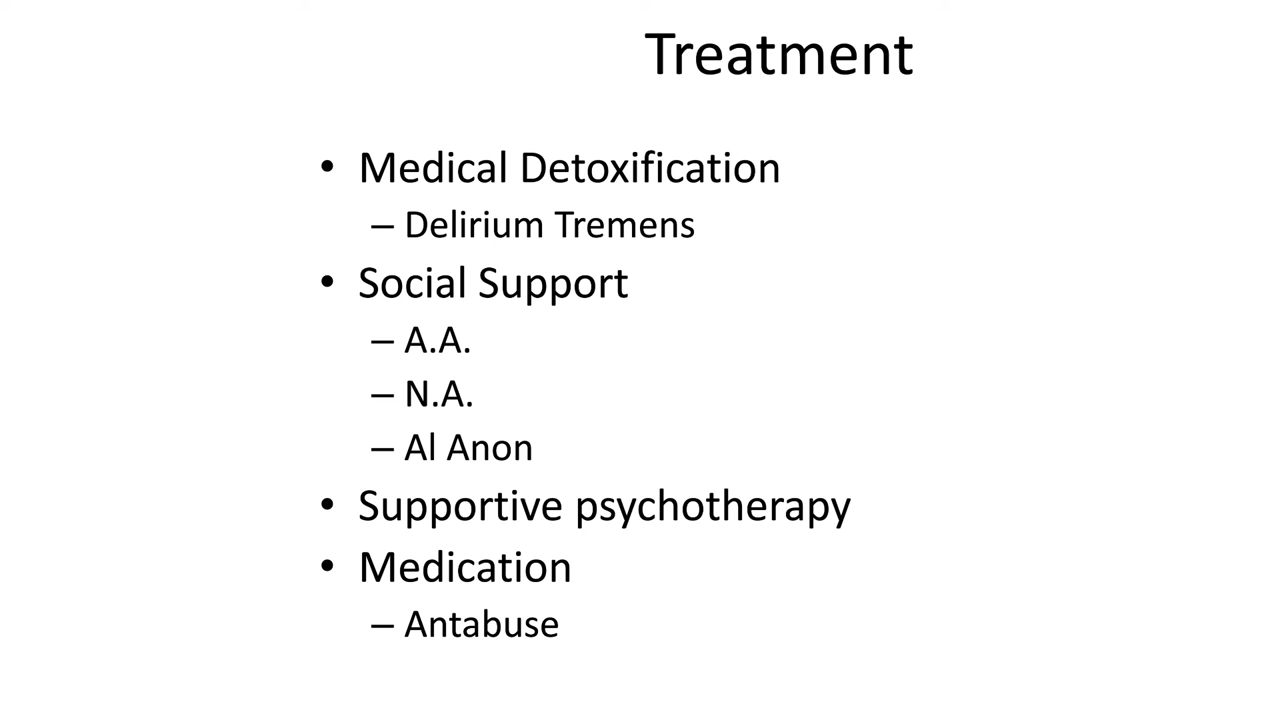 Treatment
• Medical Detoxification
– Delirium Tremens
• Social Support
– A.A.
– N.A.
– Al Anon
• Supportive psychotherapy
• Medication
– Antabuse